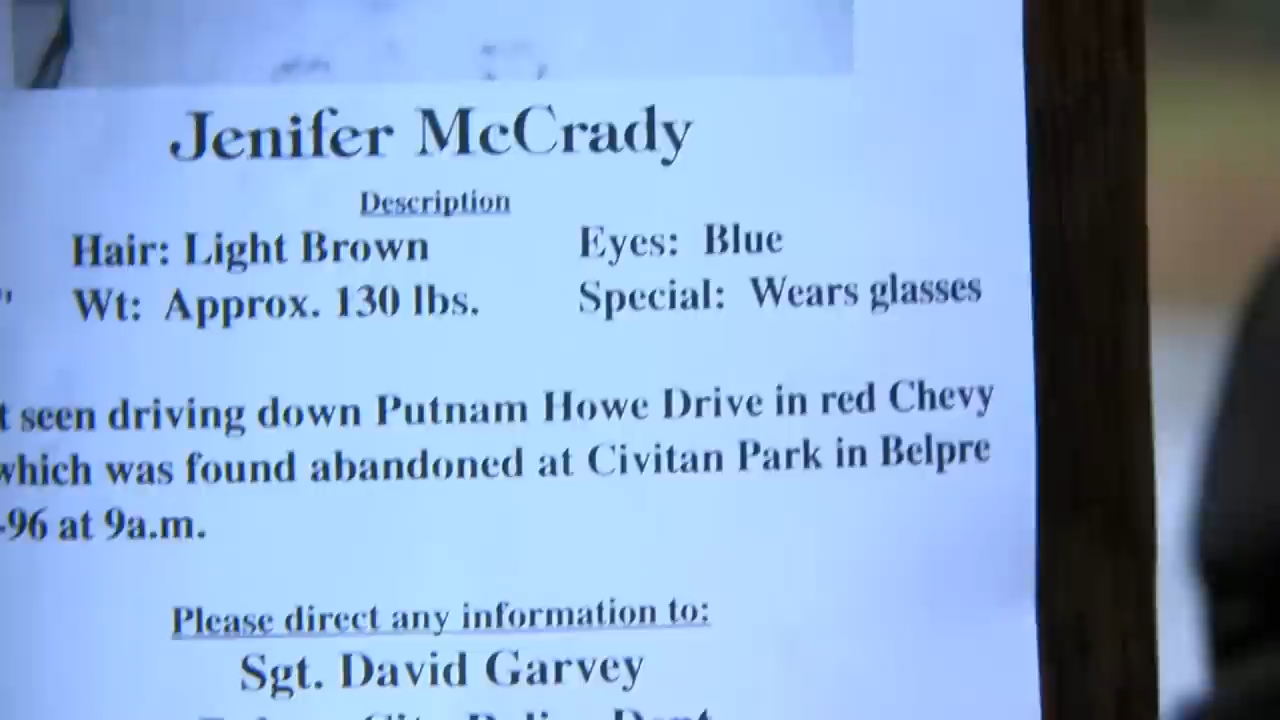 Jenifer McCrady
Description
Hair: Light Brown Eyes: Blue
" Wt: Approx. 130 lbs. Special: Wears glasses
t seen driving down Putnam Howe Drive in red Chevy
which was found abandoned at Civitan Park in Belpre
-96 at 9a.m.
Please direct any information to:
Sgt. David Garvey